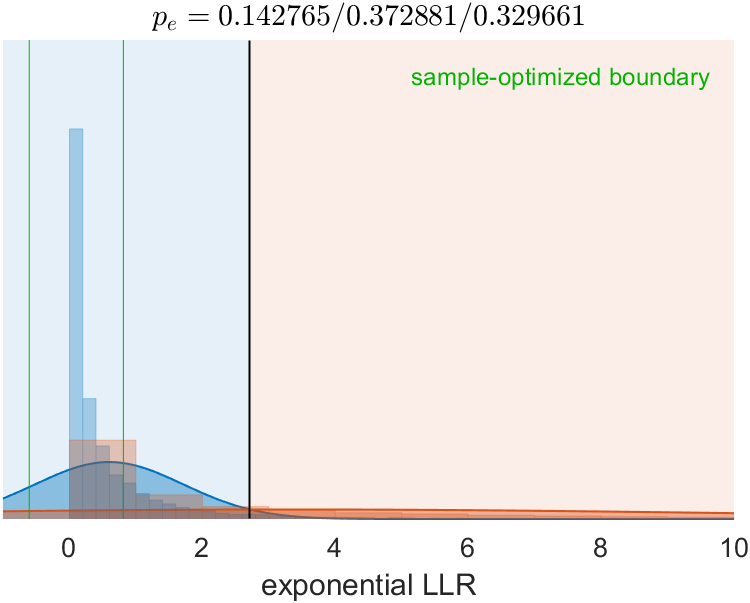 p_e = 0.142765/0.372881/0.329661
sample-optimized boundary
0 2 4 6 8 10
exponential LLR